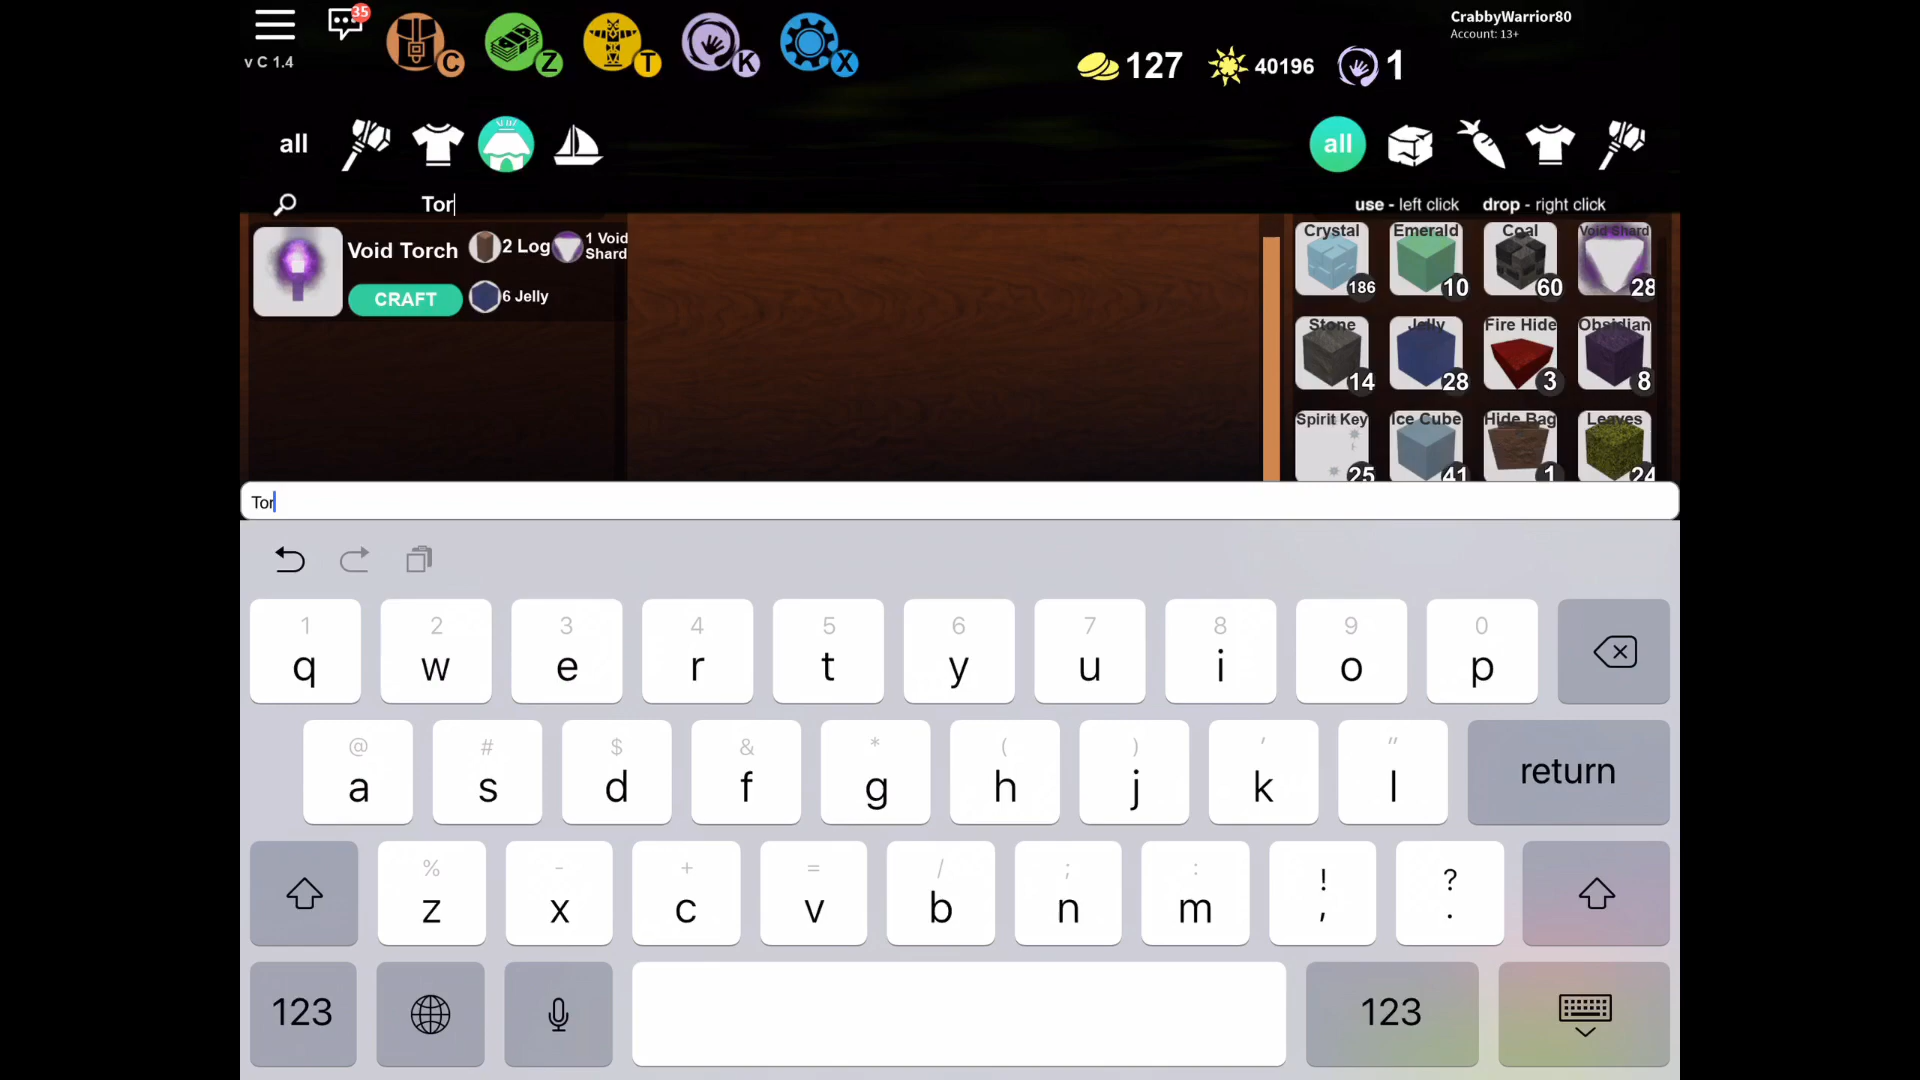 35
v C 1.4
C
Z
T
K
X
127
40196
1
CrabbyWarrior80
Account: 13+
all
all
Tor
use - left click drop - right click
Void Torch
2 Log
1 Void Shard
CRAFT
6 Jelly
Crystal
186
Emerald
10
Coal
60
Void Shard
28
Stone
14
Jelly
28
Fire Hide
3
Obsidian
8
Spirit Key
25
Ice Cube
41
Hide Bag
1
Leaves
24
Tor
1 2 3 4 5 6 7 8 9 0
q w e r t y u i o p
@ # $ & * ( ) ' "
a s d f g h j k l return
% - + = / ; : ! ?
z x c v b n m , .
123 123